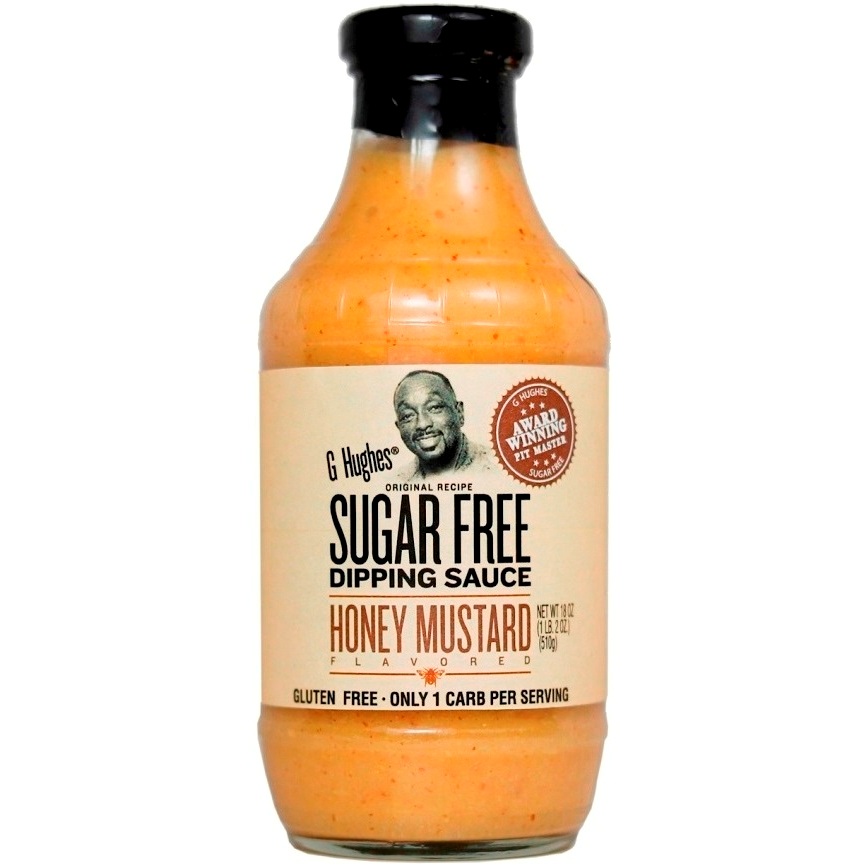 G Hughes®
ORIGINAL RECIPE
SUGAR FREE
DIPPING SAUCE
HONEY MUSTARD
FLAVORED
NET WT 18 OZ
(1 LB. 2 OZ.)
(510g)
GLUTEN FREE · ONLY 1 CARB PER SERVING
G HUGHES
AWARD
WINNING
PIT MASTER
SUGAR FREE